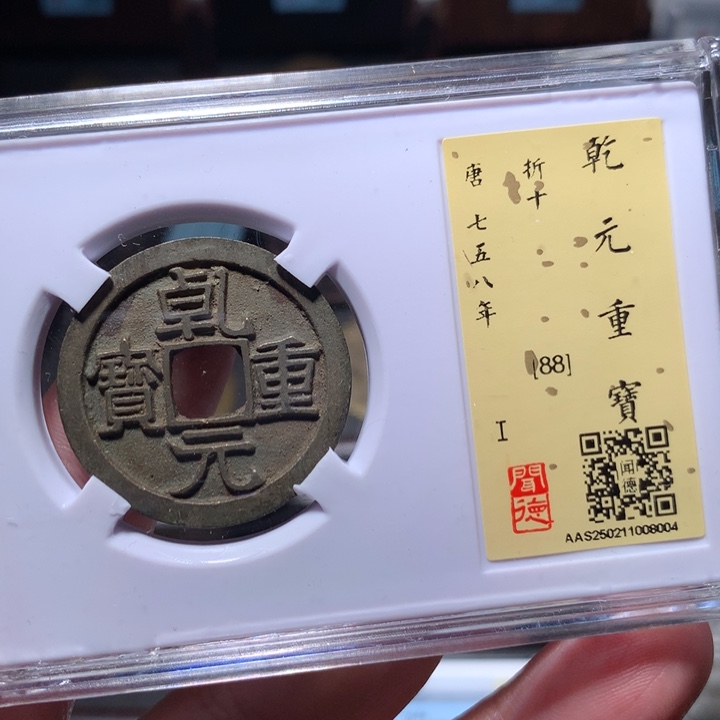 乾元重寶
乾元重寶
折十
唐 七五八年
[88]
I
聞德
闻德
AAS250211008004